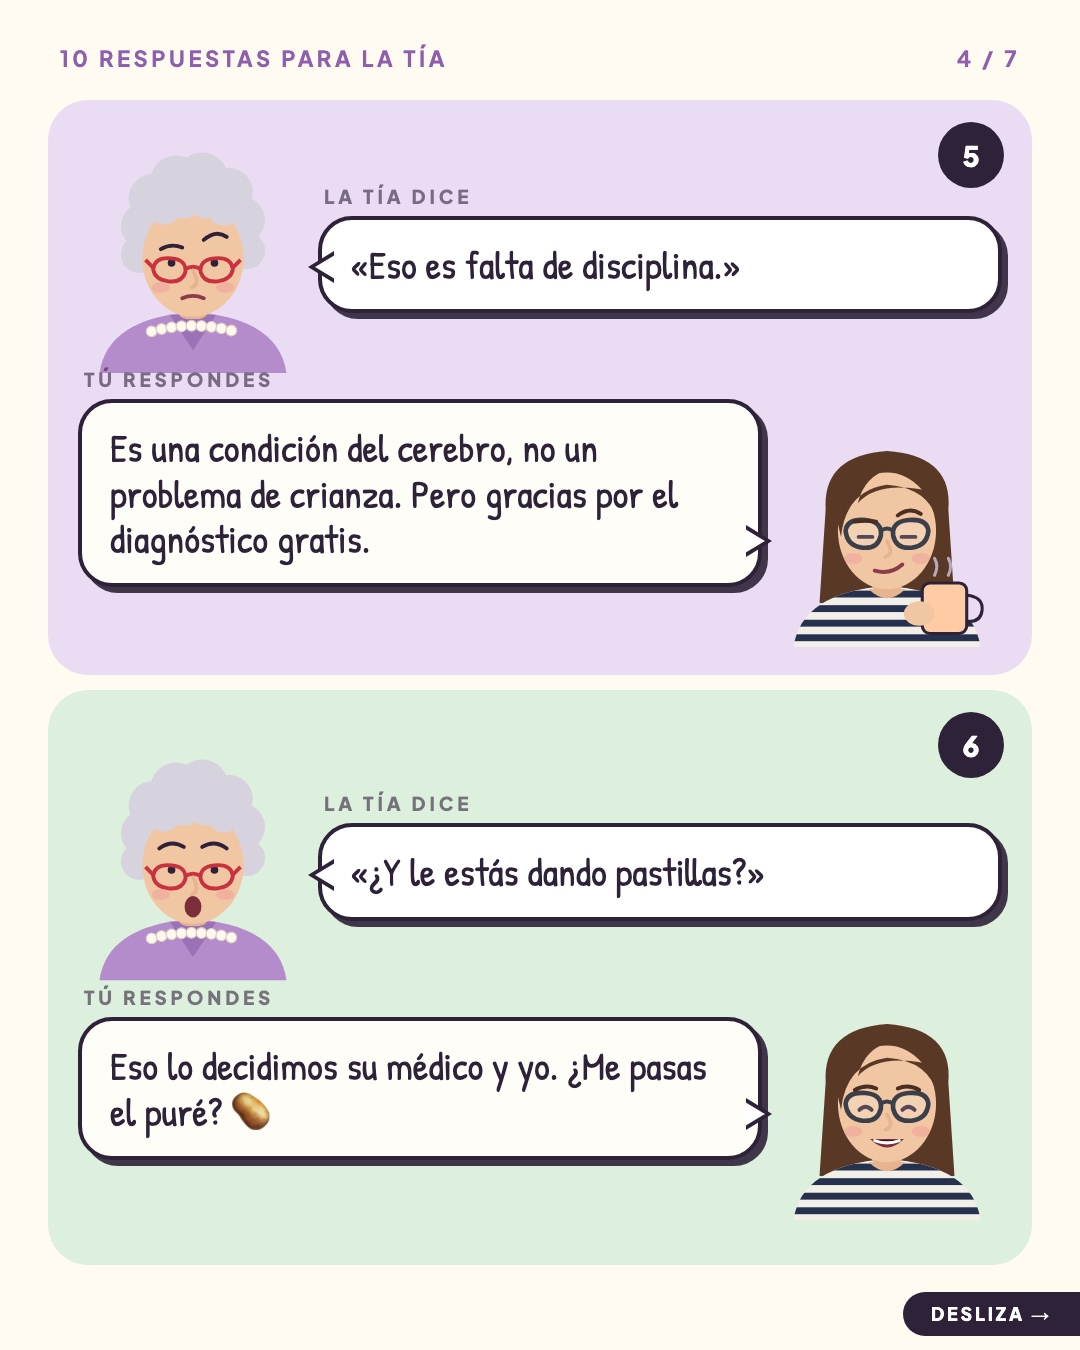 10 RESPUESTAS PARA LA TÍA
4 / 7
5
LA TÍA DICE
«Eso es falta de disciplina.»
TÚ RESPONDES
Es una condición del cerebro, no un
problema de crianza. Pero gracias por el
diagnóstico gratis.
6
LA TÍA DICE
«¿Y le estás dando pastillas?»
TÚ RESPONDES
Eso lo decidimos su médico y yo. ¿Me pasas
el puré? 🥔
DESLIZA →